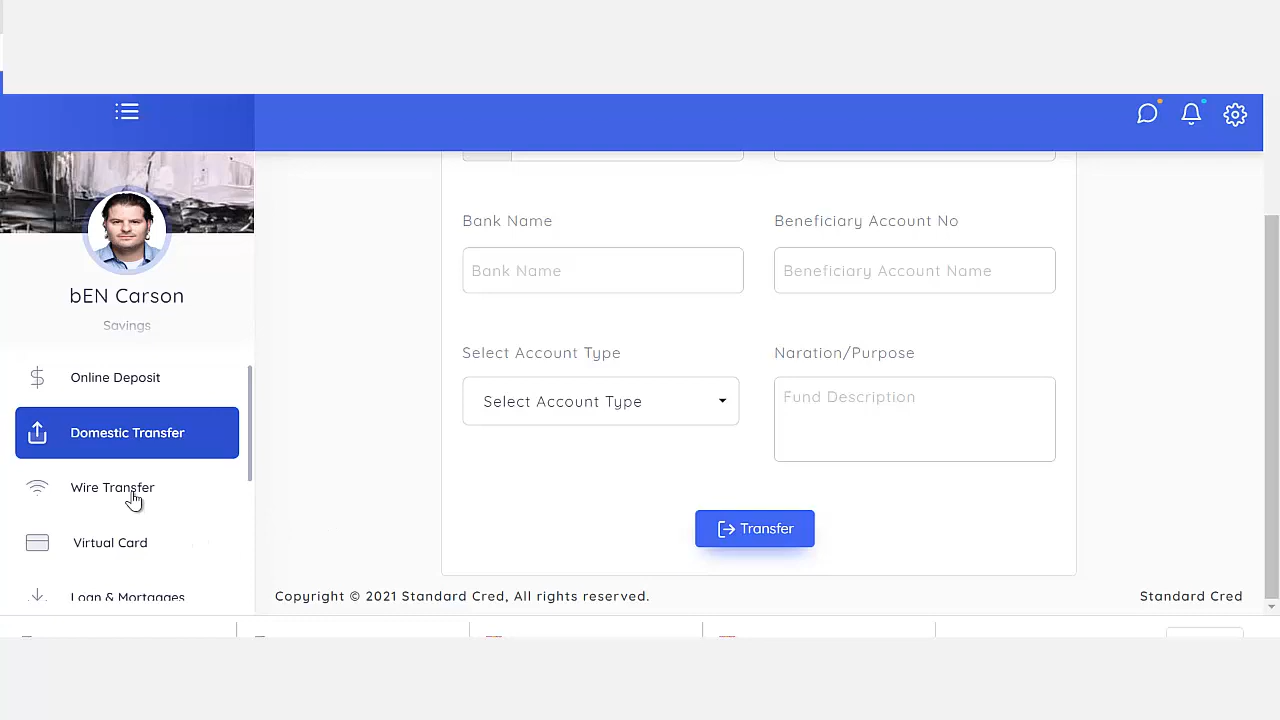 bEN Carson
Savings
Online Deposit
Domestic Transfer
Wire Transfer
Virtual Card
Loan & Mortgages
Bank Name
Beneficiary Account No
Bank Name
Beneficiary Account Name
Select Account Type
Naration/Purpose
Select Account Type
Fund Description
Transfer
Copyright © 2021 Standard Cred, All rights reserved.
Standard Cred